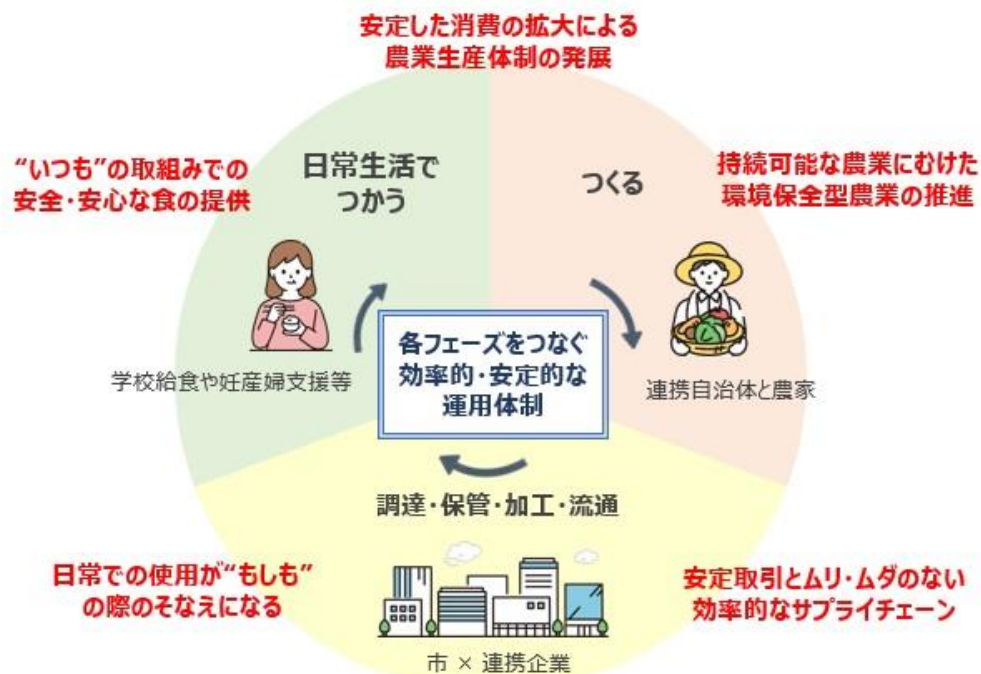 安定した消費の拡大による
農業生産体制の発展
“いつも”の取組みでの
安全・安心な食の提供
日常生活で
つかう
つくる
持続可能な農業にむけた
環境保全型農業の推進
学校給食や妊産婦支援等
各フェーズをつなぐ
効率的・安定的な
運用体制
連携自治体と農家
調達・保管・加工・流通
日常での使用が“もしも”
の際のそなえになる
安定取引とムリ・ムダのない
効率的なサプライチェーン
市 × 連携企業